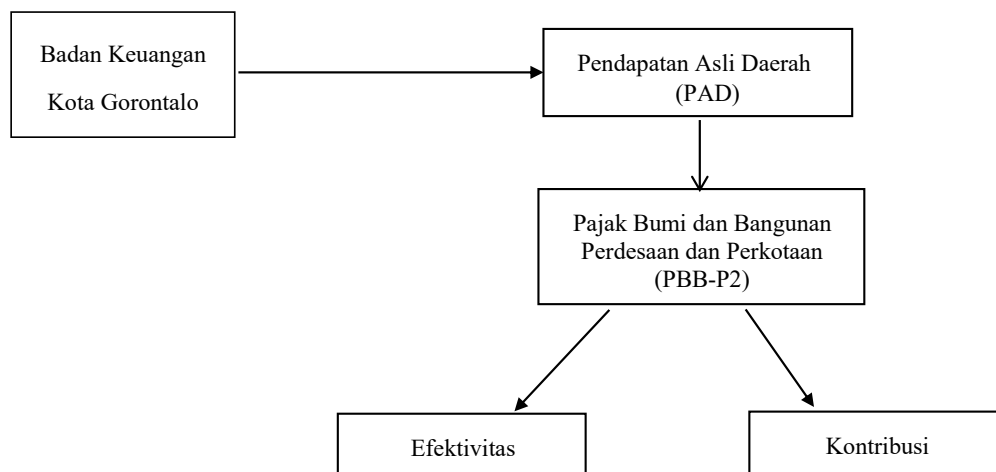 Badan Keuangan
Kota Gorontalo
Pendapatan Asli Daerah
(PAD)
Pajak Bumi dan Bangunan
Perdesaan dan Perkotaan
(PBB-P2)
Efektivitas
Kontribusi